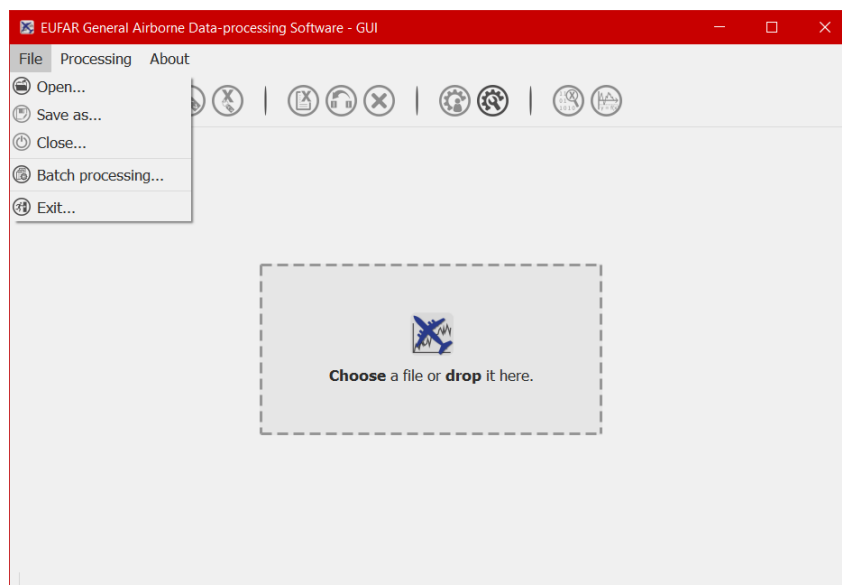 EUFAR General Airborne Data-processing Software - GUI
File Processing About
Open...
Save as...
Close...
Batch processing...
Exit...
Choose a file or drop it here.